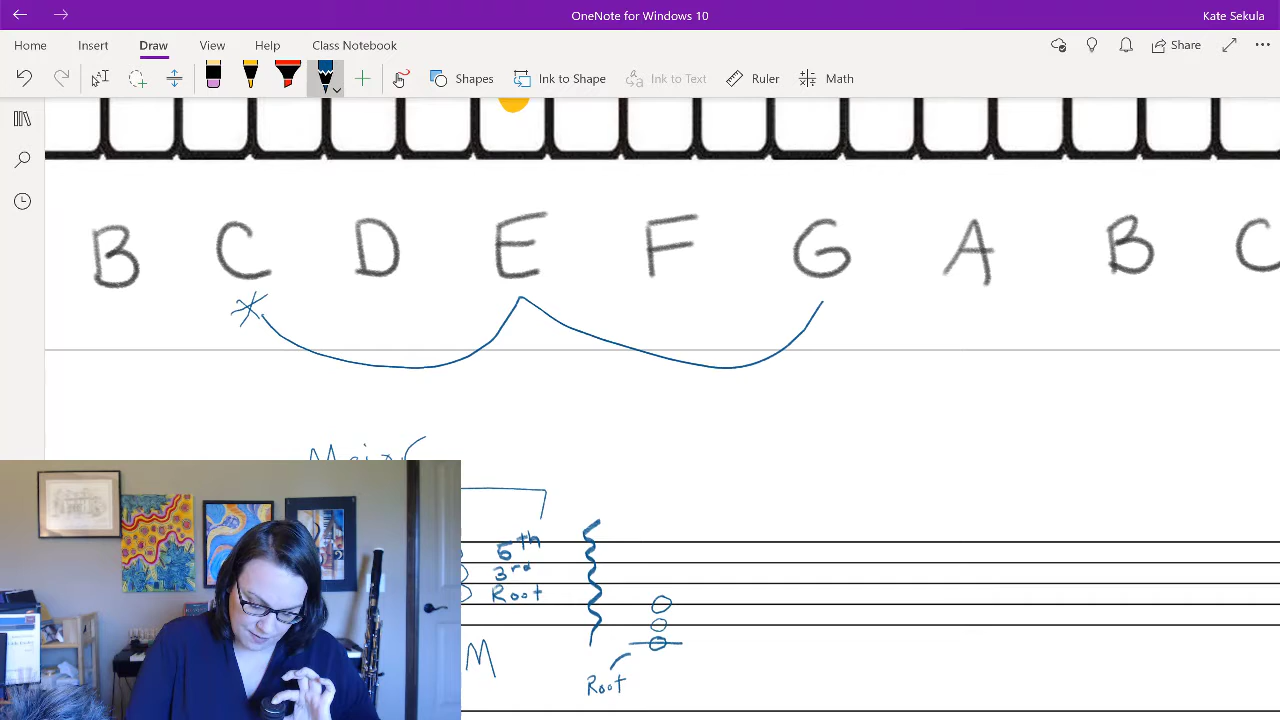 OneNote for Windows 10
Kate Sekula
Home Insert Draw View Help Class Notebook Share
Shapes Ink to Shape Ink to Text Ruler Math
B C D E F G A B C
Major
5th
3rd
Root
M
Root